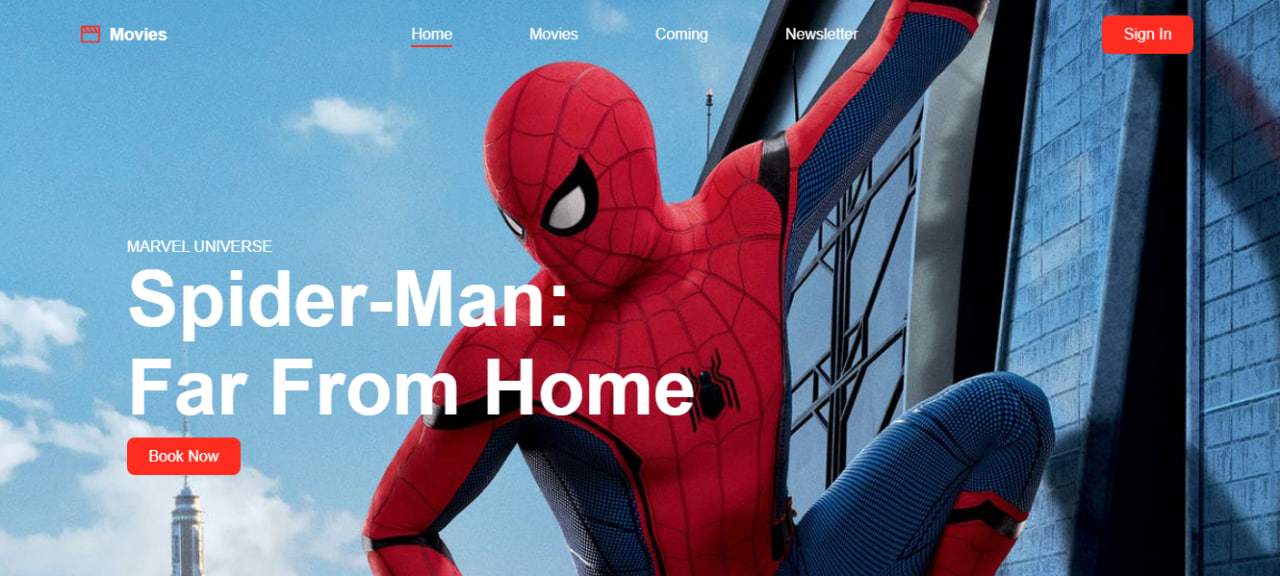 Movies
Home
Movies
Coming
Newsletter
Sign In
MARVEL UNIVERSE
Spider-Man:
Far From Home
Book Now